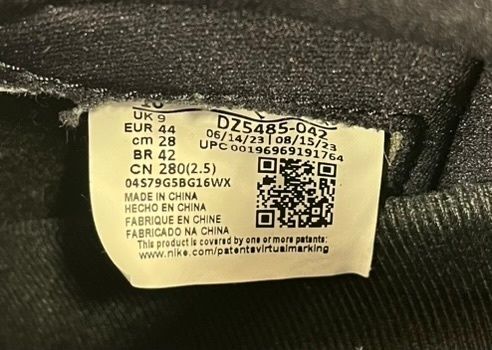 UK 9
EUR 44
cm 28
BR 42
CN 280(2.5)
04S79G5BG16WX
DZ5485-042
06/14/23 | 08/15/23
UPC 00196969191764
MADE IN CHINA
HECHO EN CHINA
FABRIQUE EN CHINE
FABRICADO NA CHINA
This product is covered by one or more patents:
www.nike.com/patentsvirtualmarking